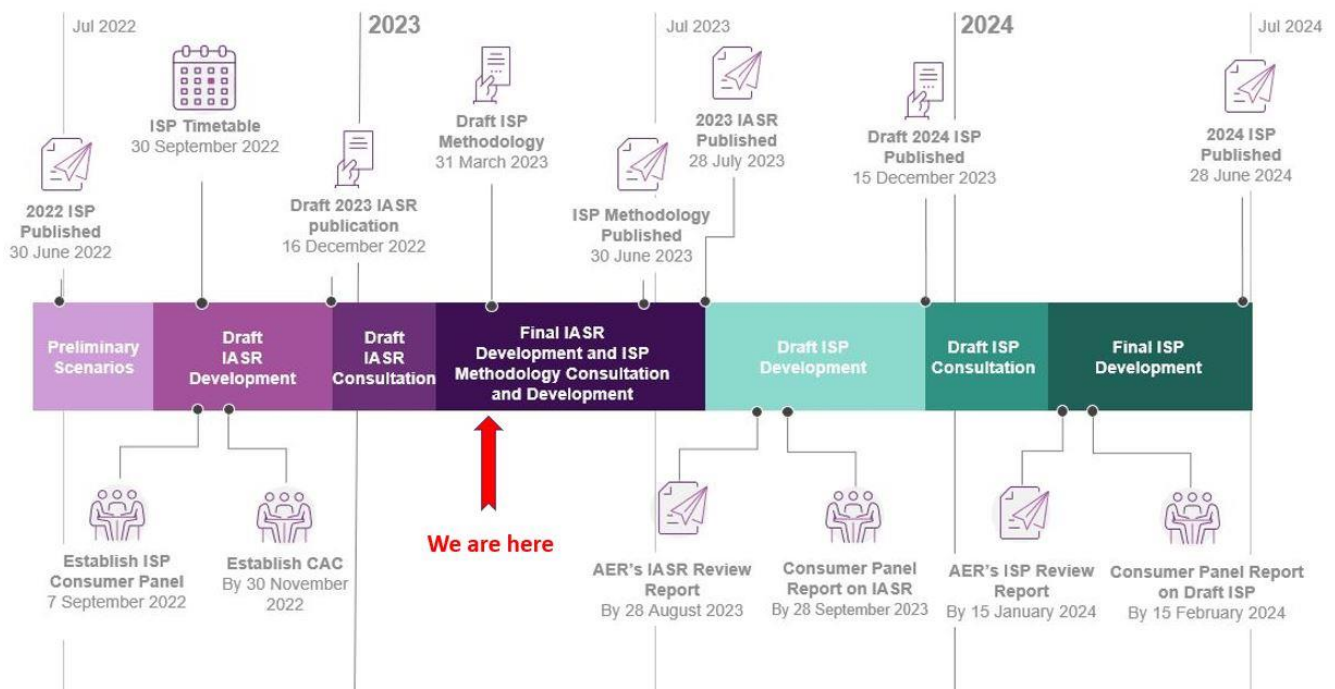 Jul 2022
2023
Jul 2023
2024
Jul 2024
ISP Timetable
30 September 2022
Draft ISP
Methodology
31 March 2023
2023 IASR
Published
28 July 2023
Draft 2024 ISP
Published
15 December 2023
2024 ISP
Published
28 June 2024
2022 ISP
Published
30 June 2022
Draft 2023 IASR
publication
16 December 2022
ISP Methodology
Published
30 June 2023
Preliminary
Scenarios
Draft
IASR
Development
Draft
IASR
Consultation
Final IASR
Development and ISP
Methodology Consultation
and Development
Draft ISP
Development
Draft ISP
Consultation
Final ISP
Development
We are here
Establish ISP
Consumer Panel
7 September 2022
Establish CAC
By 30 November
2022
AER's IASR Review
Report
By 28 August 2023
Consumer Panel
Report on IASR
By 28 September 2023
AER's ISP Review
Report
By 15 January 2024
Consumer Panel Report
on Draft ISP
By 15 February 2024